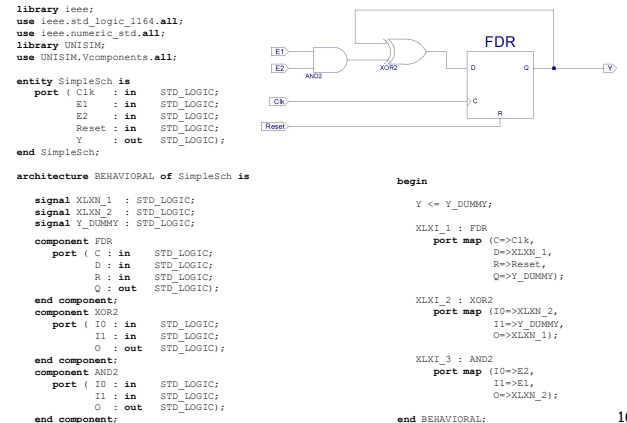 library ieee;
use ieee.std_logic_1164.all;
use ieee.numeric_std.all;
library UNISIM;
use UNISIM.Vcomponents.all;
entity SimpleSch is
port ( Clk : in STD_LOGIC;
E1 : in STD_LOGIC;
E2 : in STD_LOGIC;
Reset : in STD_LOGIC;
Y : out STD_LOGIC);
end SimpleSch;
architecture BEHAVIORAL of SimpleSch is
signal XLXN_1 : STD_LOGIC;
signal XLXN_2 : STD_LOGIC;
signal Y_DUMMY : STD_LOGIC;
component FDR
port ( C : in STD_LOGIC;
D : in STD_LOGIC;
R : in STD_LOGIC;
Q : out STD_LOGIC);
end component;
component XOR2
port ( I0 : in STD_LOGIC;
I1 : in STD_LOGIC;
O : out STD_LOGIC);
end component;
component AND2
port ( I0 : in STD_LOGIC;
I1 : in STD_LOGIC;
O : out STD_LOGIC);
end component;
FDR
E1
E2
AND2
XOR2
D
Q
Y
Clk
C
R
Reset
begin
Y <= Y_DUMMY;
XLXI_1 : FDR
port map (C=>Clk,
D=>XLXN_1,
R=>Reset,
Q=>Y_DUMMY);
XLXI_2 : XOR2
port map (I0=>XLXN_2,
I1=>Y_DUMMY,
O=>XLXN_1);
XLXI_3 : AND2
port map (I0=>E2,
I1=>E1,
O=>XLXN_2);
end BEHAVIORAL;